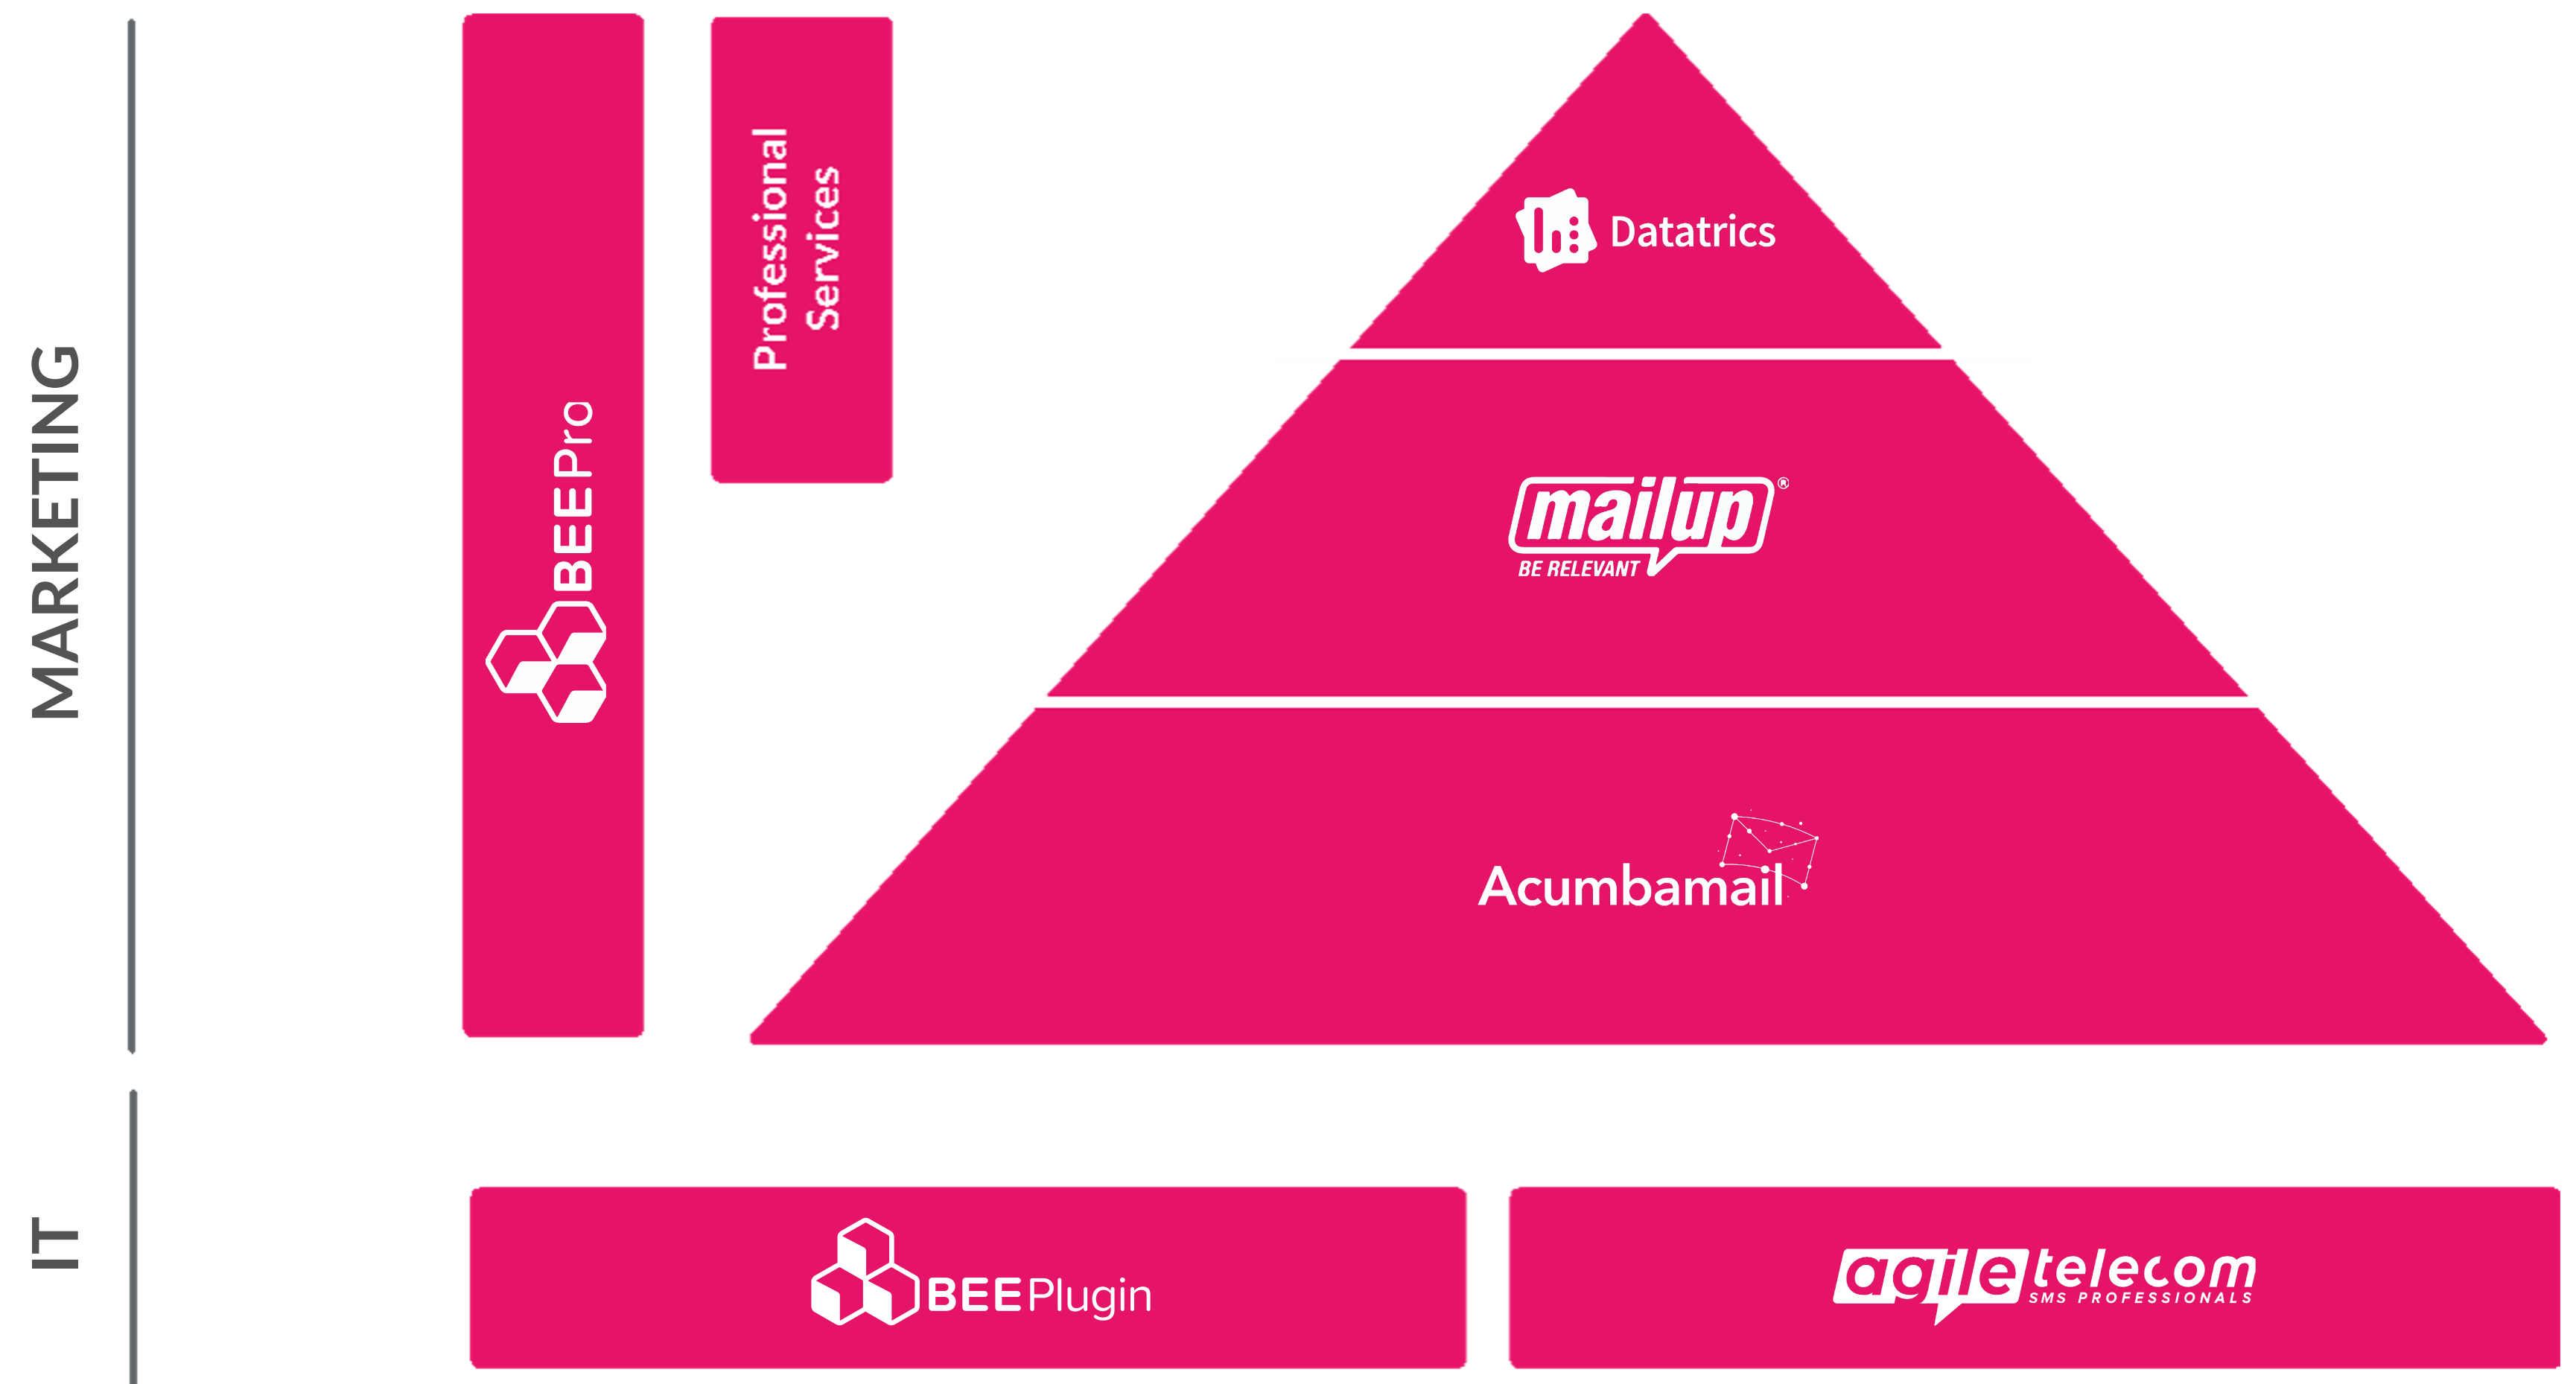 MARKETING
BEEPro
Professional
Services
Datatrics
mailup®
BE RELEVANT
Acumbamail
IT
BEEPlugin
agiletelecom
SMS PROFESSIONALS